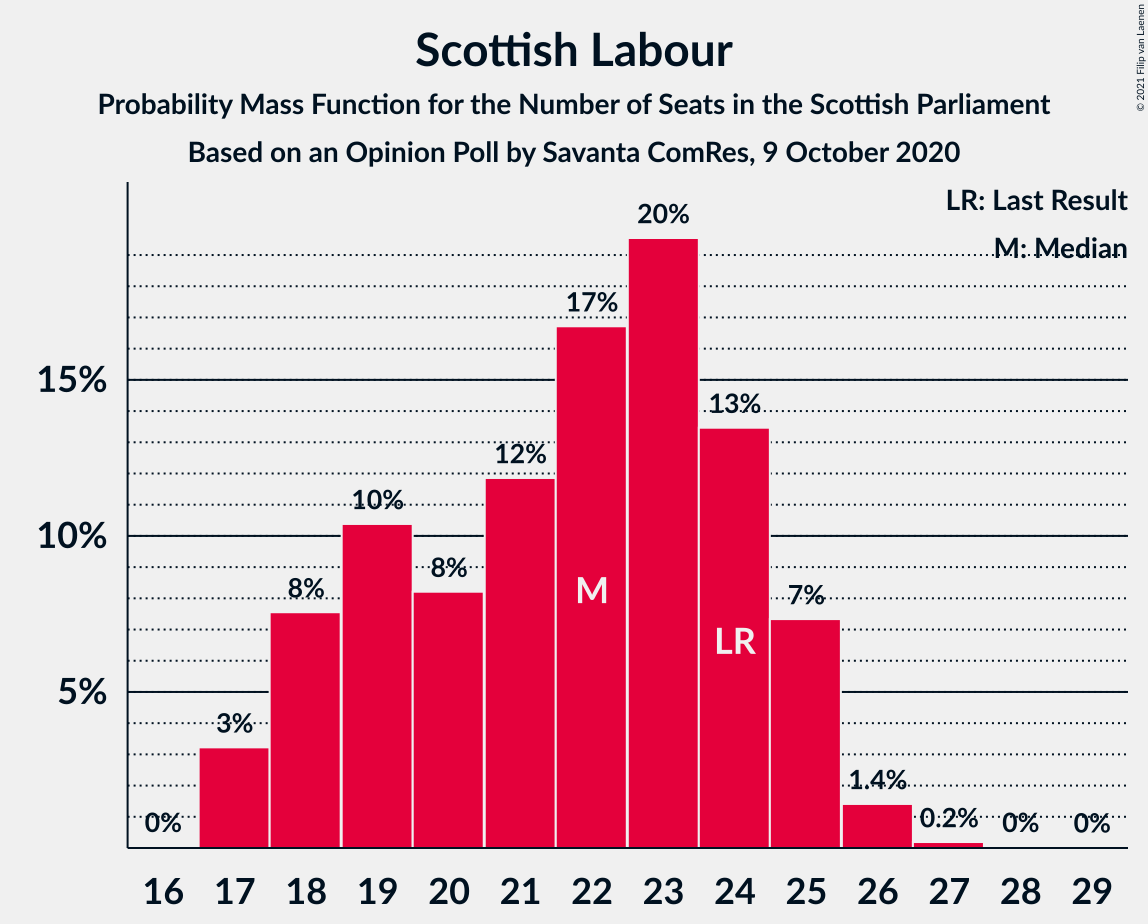 Scottish Labour
Probability Mass Function for the Number of Seats in the Scottish Parliament
Based on an Opinion Poll by Savanta ComRes, 9 October 2020
© 2021 Filip van Laenen
LR: Last Result
M: Median
20%
17%
15%
13%
12%
10%
10%
8%
8%
7%
M
LR
5%
3%
1.4%
0.2%
0%
0%
0%
16 17 18 19 20 21 22 23 24 25 26 27 28 29